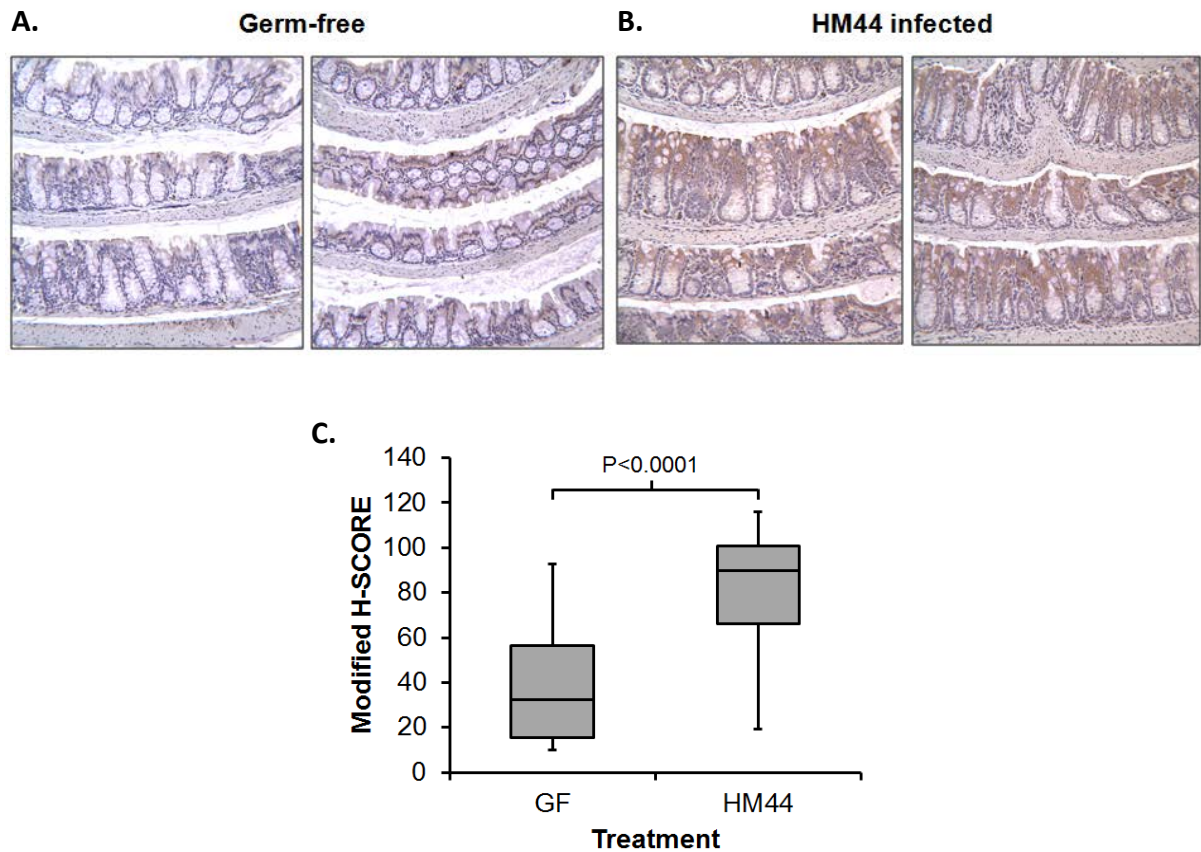 A.
Germ-free
B.
HM44 infected
C.
Modified H-SCORE
140
120
100
80
60
40
20
0
P<0.0001
GF
HM44
Treatment